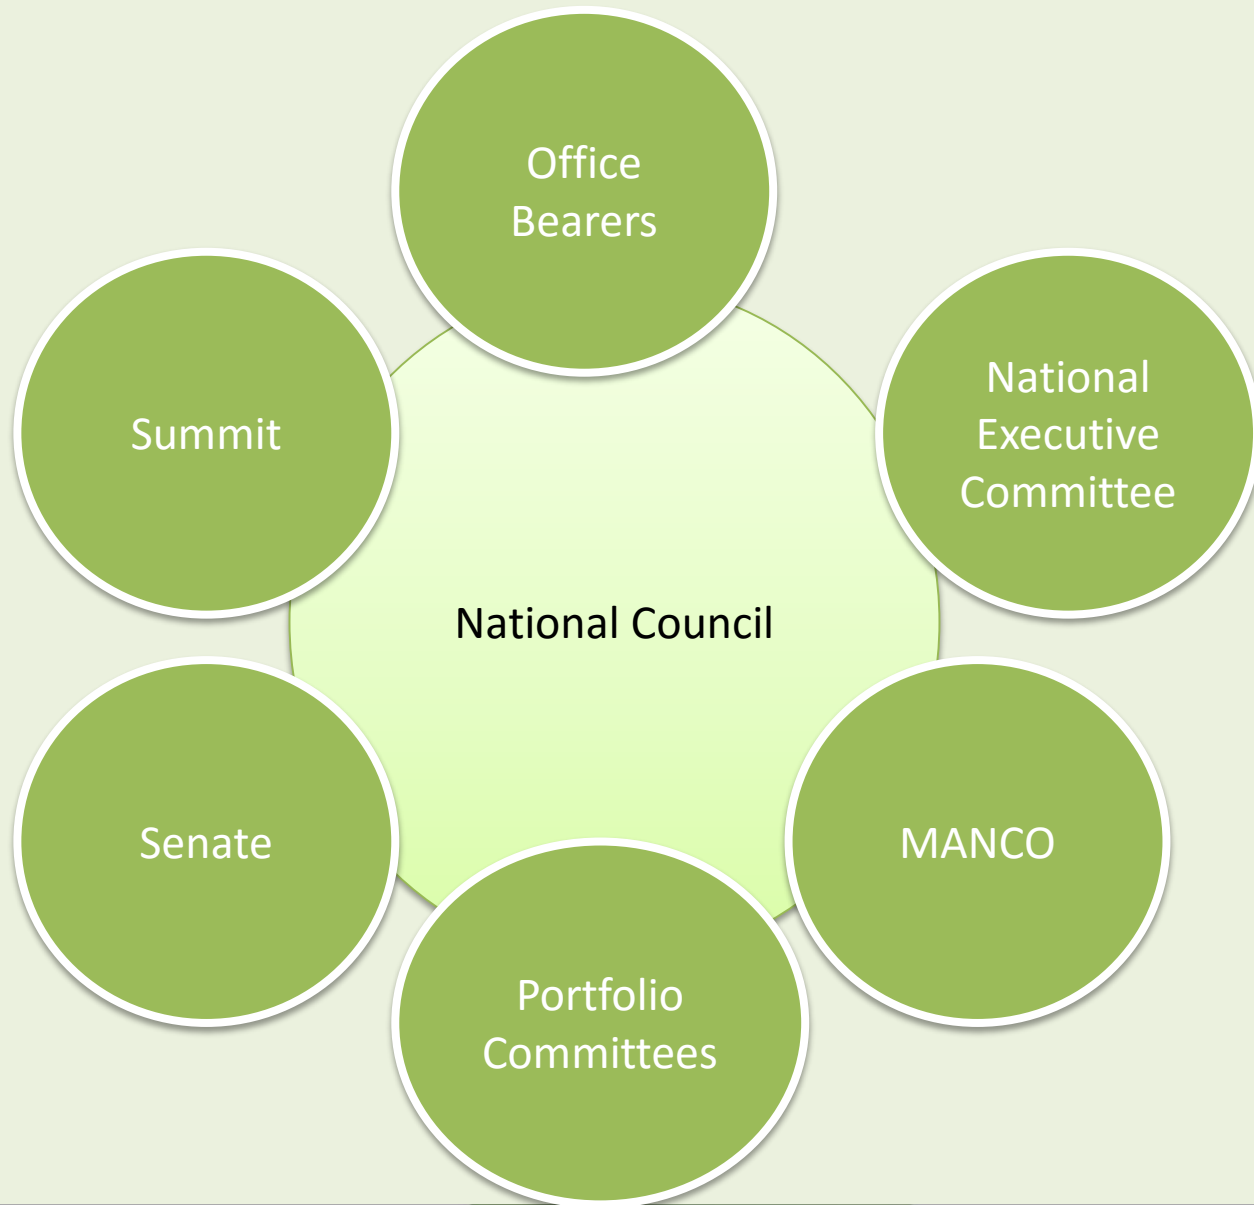 Office
Bearers
National
Executive
Committee
Summit
National Council
Senate
MANCO
Portfolio
Committees